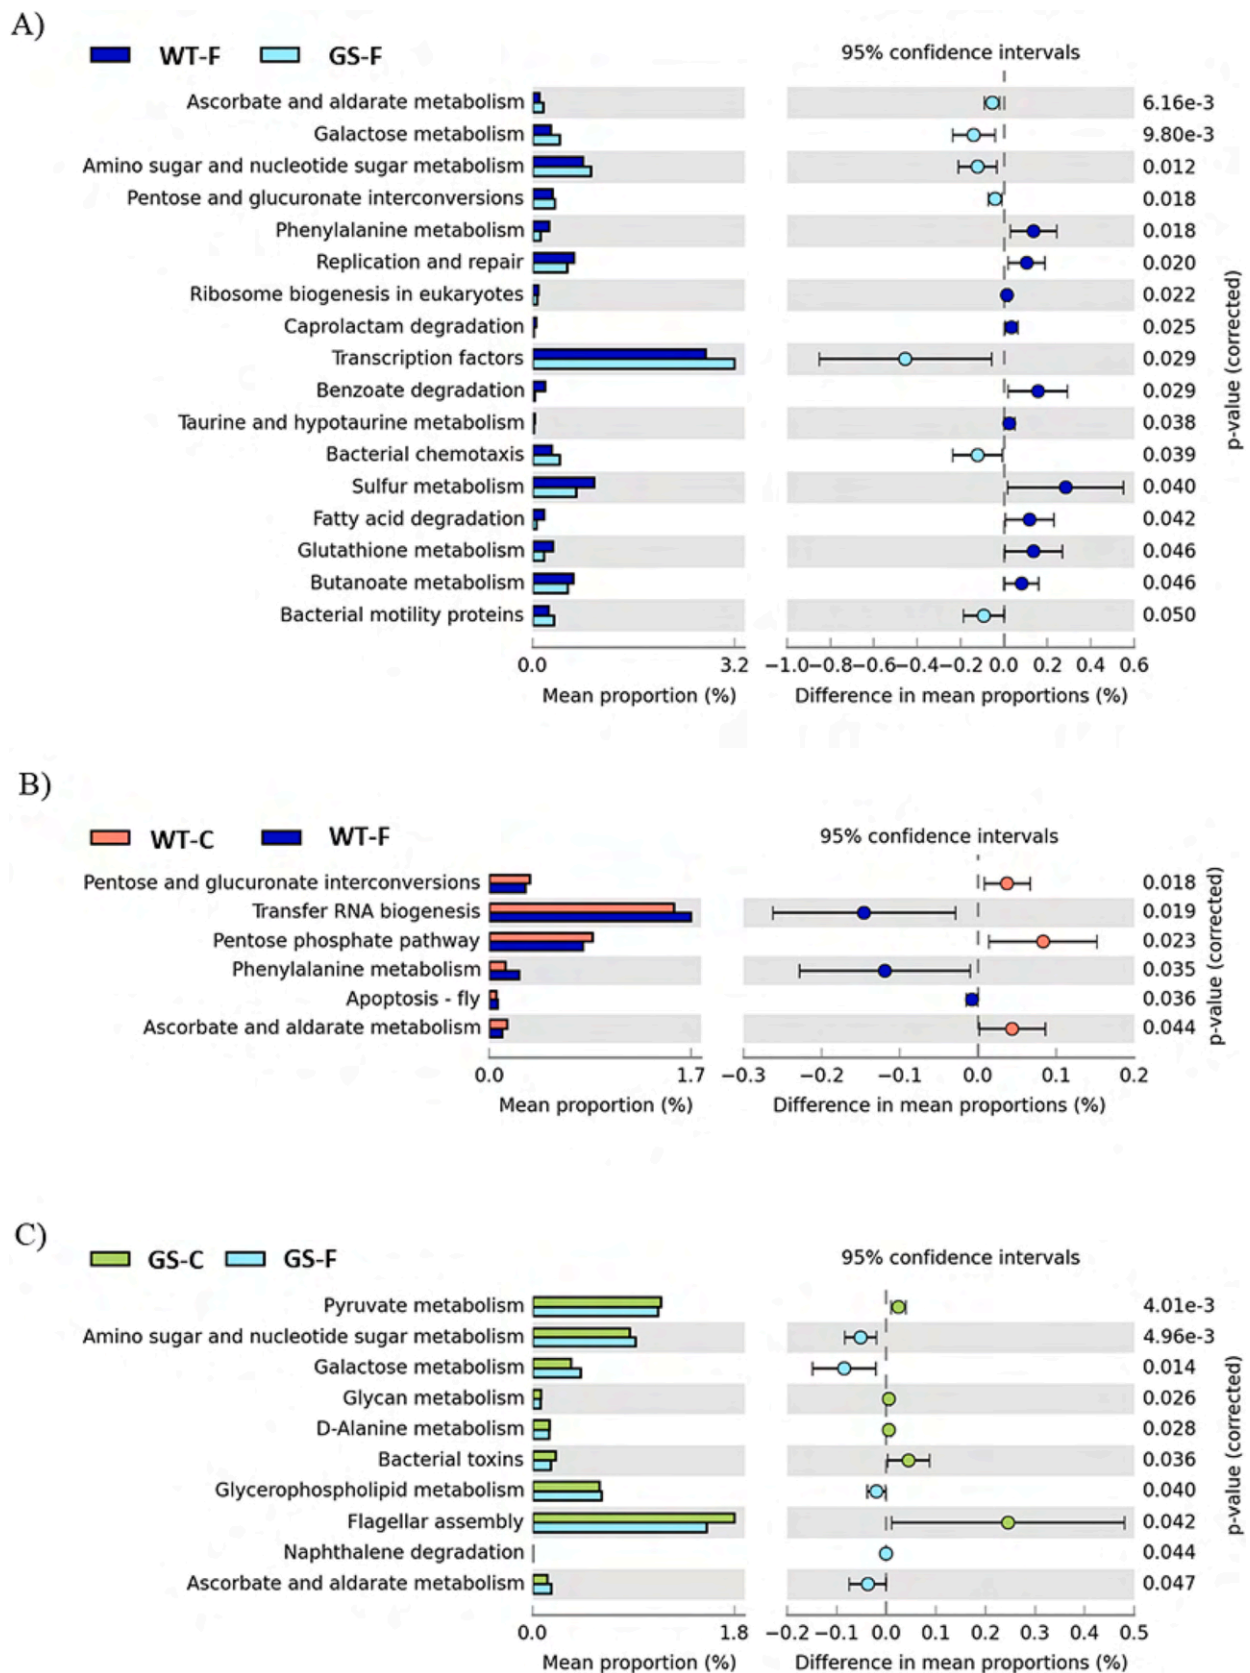 A)
WT-F GS-F
95% confidence intervals
Ascorbate and aldarate metabolism 6.16e-3
Galactose metabolism 9.80e-3
Amino sugar and nucleotide sugar metabolism 0.012
Pentose and glucuronate interconversions 0.018
Phenylalanine metabolism 0.018
Replication and repair 0.020
Ribosome biogenesis in eukaryotes 0.022
Caprolactam degradation 0.025
Transcription factors 0.029
Benzoate degradation 0.029
Taurine and hypotaurine metabolism 0.038
Bacterial chemotaxis 0.039
Sulfur metabolism 0.040
Fatty acid degradation 0.042
Glutathione metabolism 0.046
Butanoate metabolism 0.046
Bacterial motility proteins 0.050
p-value (corrected)
0.0 3.2 −1.0 −0.8 −0.6 −0.4 −0.2 0.0 0.2 0.4 0.6
Mean proportion (%) Difference in mean proportions (%)
B)
WT-C WT-F
95% confidence intervals
Pentose and glucuronate interconversions 0.018
Transfer RNA biogenesis 0.019
Pentose phosphate pathway 0.023
Phenylalanine metabolism 0.035
Apoptosis - fly 0.036
Ascorbate and aldarate metabolism 0.044
p-value (corrected)
0.0 1.7 −0.3 −0.2 −0.1 0.0 0.1 0.2
Mean proportion (%) Difference in mean proportions (%)
C)
GS-C GS-F
95% confidence intervals
Pyruvate metabolism 4.01e-3
Amino sugar and nucleotide sugar metabolism 4.96e-3
Galactose metabolism 0.014
Glycan metabolism 0.026
D-Alanine metabolism 0.028
Bacterial toxins 0.036
Glycerophospholipid metabolism 0.040
Flagellar assembly 0.042
Naphthalene degradation 0.044
Ascorbate and aldarate metabolism 0.047
p-value (corrected)
0.0 1.8 −0.2 −0.1 0.0 0.1 0.2 0.3 0.4 0.5
Mean proportion (%) Difference in mean proportions (%)